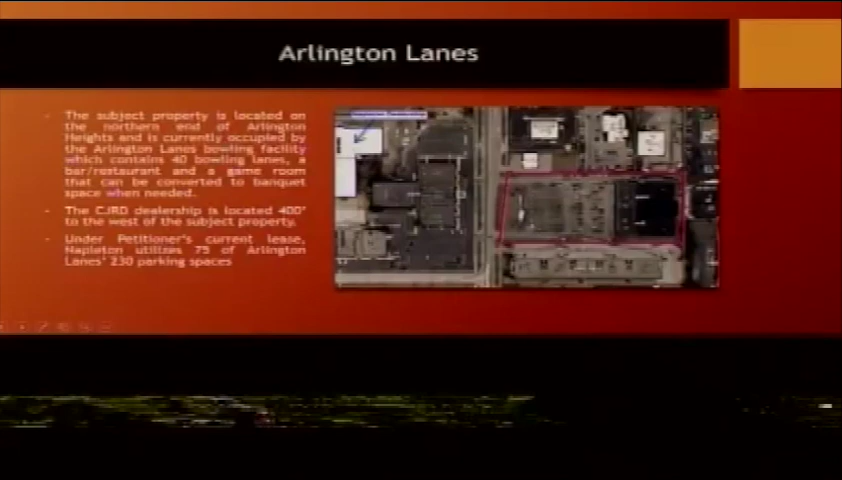 Arlington Lanes
- The subject property is located on
the northern end of Arlington
Heights and is currently occupied by
the Arlington Lanes bowling facility
which contains 40 bowling lanes, a
bar/restaurant and a game room
that can be converted to banquet
space when needed.
- The CJRD dealership is located 400'
to the west of the subject property.
- Under Petitioner's current lease,
Napleton utilizes 75 of Arlington
Lanes' 230 parking spaces